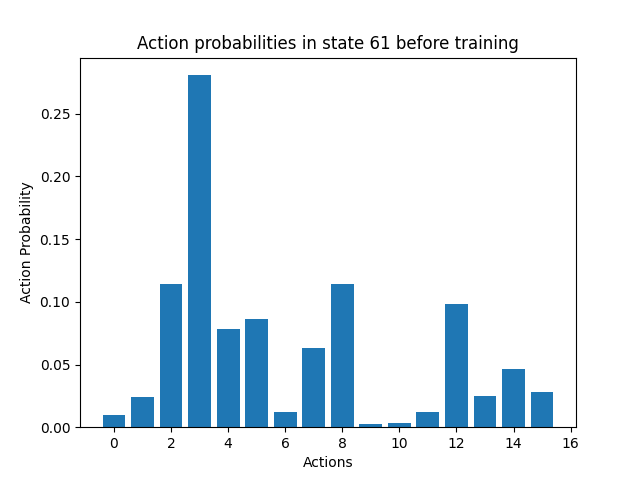 Action probabilities in state 61 before training
0.25
0.20
0.15
0.10
0.05
0.00
Action Probability
0 2 4 6 8 10 12 14 16
Actions